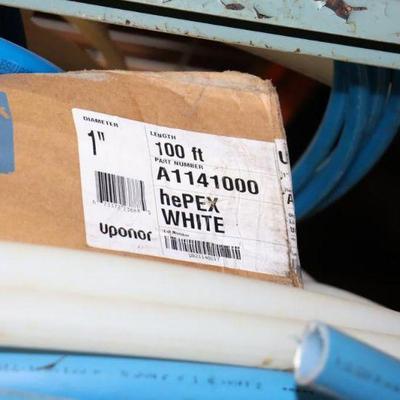 DIAMETER
1"
LENGTH
100 ft
PART NUMBER
A1141000
hePEX
WHITE
uponor